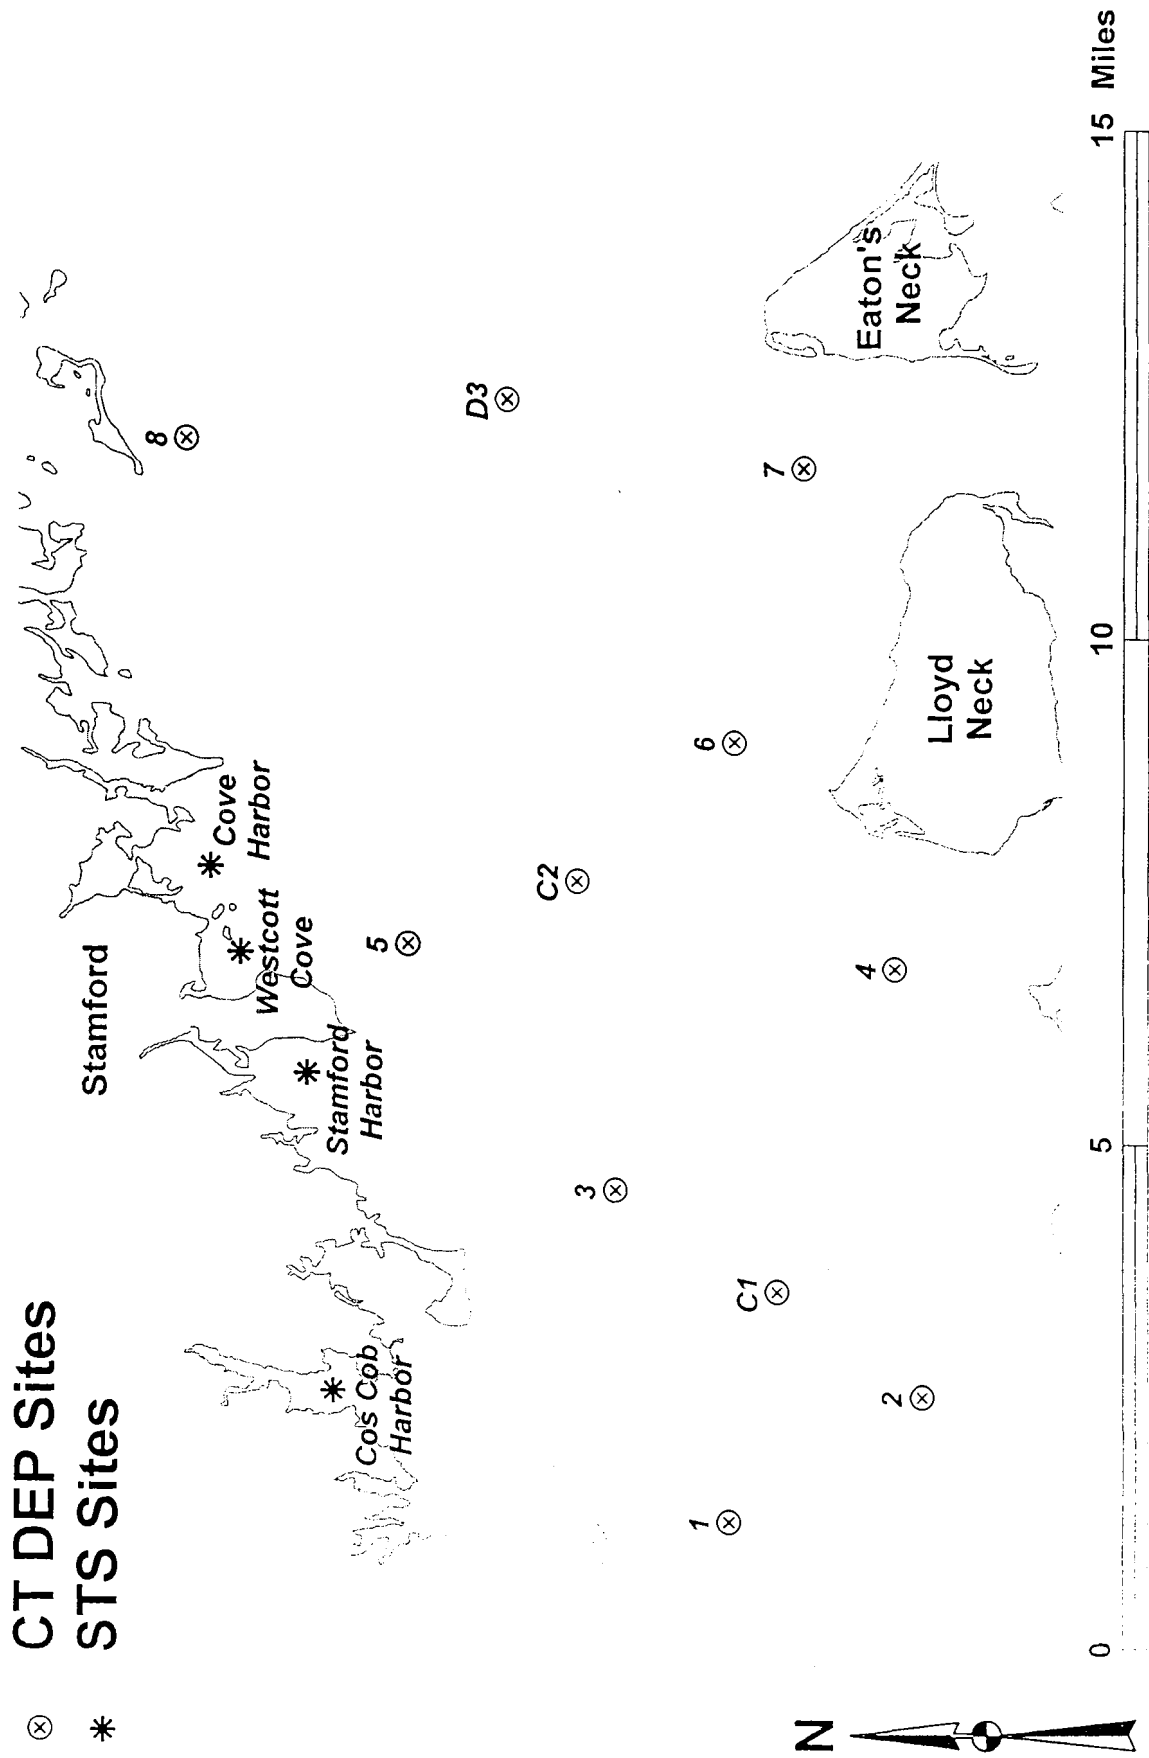 CT DEP Sites
STS Sites
Stamford
Cove
Harbor
Westcott
Cove
Stamford
Harbor
Cos Cob
Harbor
8
D3
5
C2
7
6
3
4
C1
1
2
Eaton's
Neck
Lloyd
Neck
N
0
5
10
15 Miles